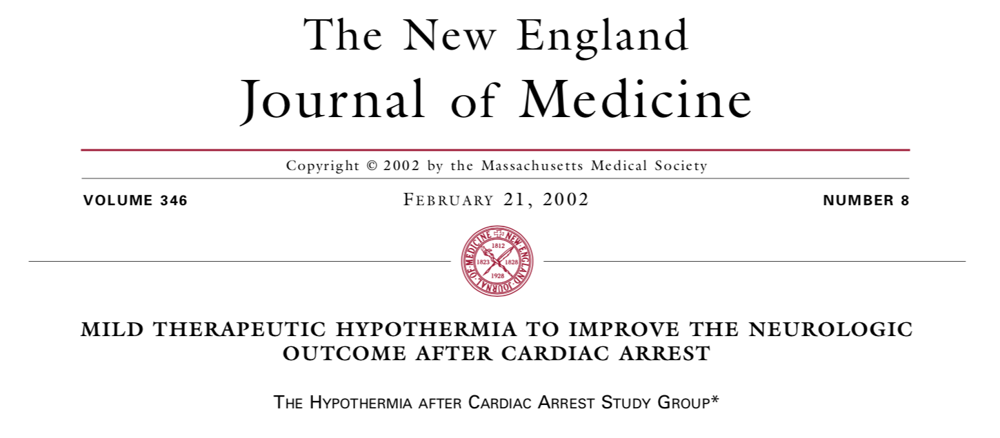 The New England
Journal of Medicine
Copyright © 2002 by the Massachusetts Medical Society
VOLUME 346
FEBRUARY 21, 2002
NUMBER 8
THE NEW ENGLAND JOURNAL OF MEDICINE
1812
1823
1828
1928
MILD THERAPEUTIC HYPOTHERMIA TO IMPROVE THE NEUROLOGIC
OUTCOME AFTER CARDIAC ARREST
THE HYPOTHERMIA AFTER CARDIAC ARREST STUDY GROUP*